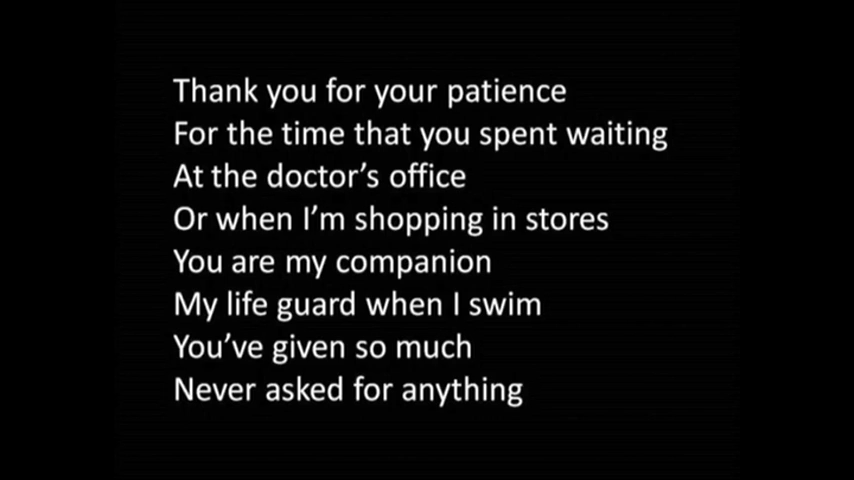 Thank you for your patience
For the time that you spent waiting
At the doctor’s office
Or when I’m shopping in stores
You are my companion
My life guard when I swim
You’ve given so much
Never asked for anything